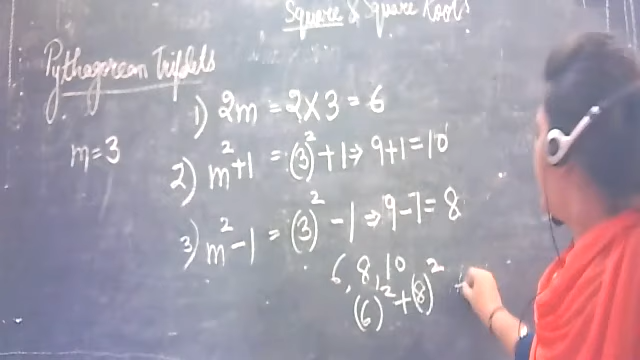 Square & Square Roots
Pythagorean Triplets
1) 2m = 2 × 3 = 6
m = 3
2) m² + 1 = (3)² + 1 ⇒ 9 + 1 = 10
3) m² - 1 = (3)² - 1 ⇒ 9 - 1 = 8
6, 8, 10
(6)² + (8)²